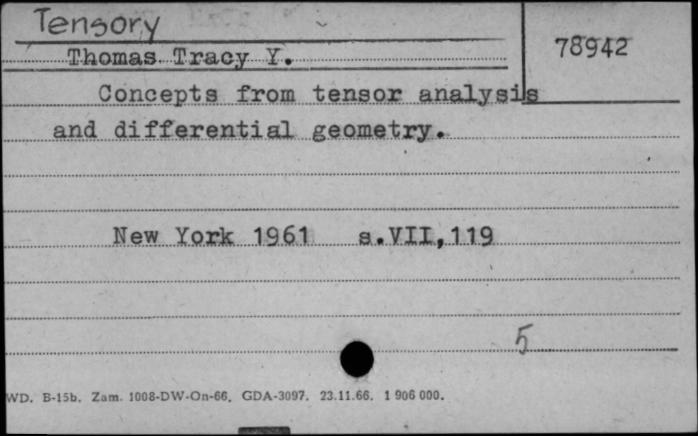 Tensory
78942
Thomas Tracy Y.
Concepts from tensor analysis
and differential geometry.
New York 1961 s.VII,119
5
WD. B-15b. Zam. 1008-DW-On-66. GDA-3097. 23.11.66. 1 906 000.